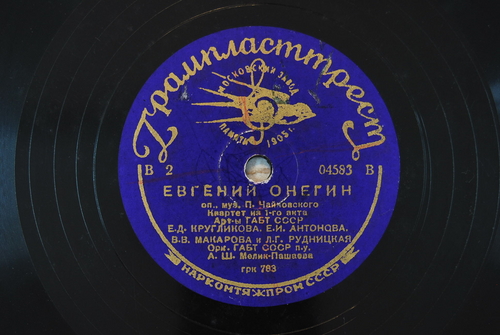 Грампласттрест
МОСКОВСКИЙ ЗАВОД
ПАМЯТИ 1905 г.
В 2 04583 В
ЕВГЕНИЙ ОНЕГИН
оп., муз. П. Чайковского
Квартет из 1-го акта
Арт-ы ГАБТ СССР
Е.Д. КРУГЛИКОВА, Е.И. АНТОНОВА,
В.В. МАКАРОВА и Л.Г. РУДНИЦКАЯ
Орк. ГАБТ СССР п/у.
А. Ш. Мелик-Пашаева
грк 783
НАРКОМТЯЖПРОМ СССР